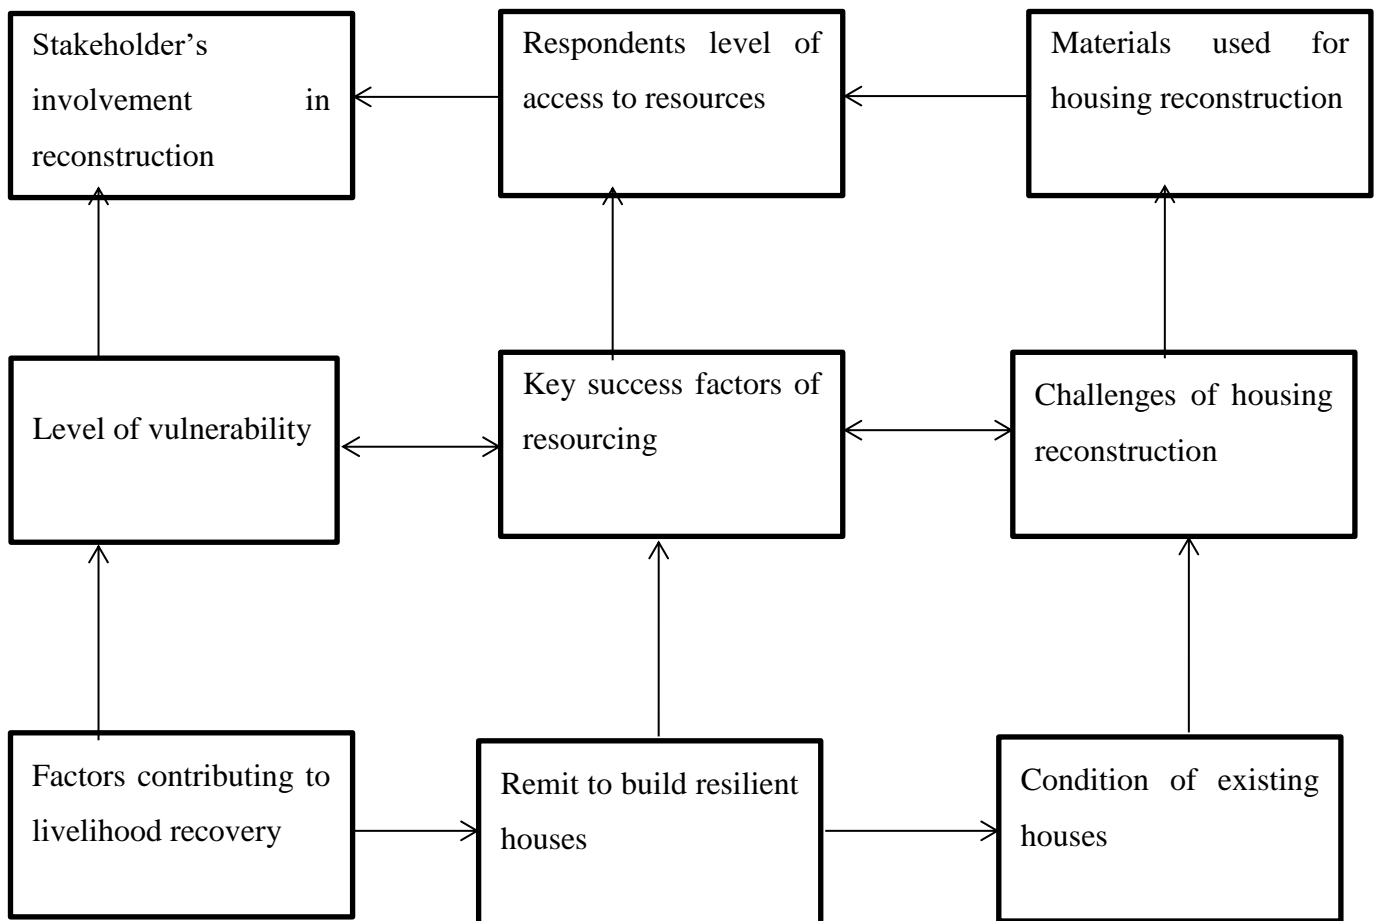 Stakeholder's
involvement in
reconstruction
Respondents level of
access to resources
Materials used for
housing reconstruction
Level of vulnerability
Key success factors of
resourcing
Challenges of housing
reconstruction
Factors contributing to
livelihood recovery
Remit to build resilient
houses
Condition of existing
houses